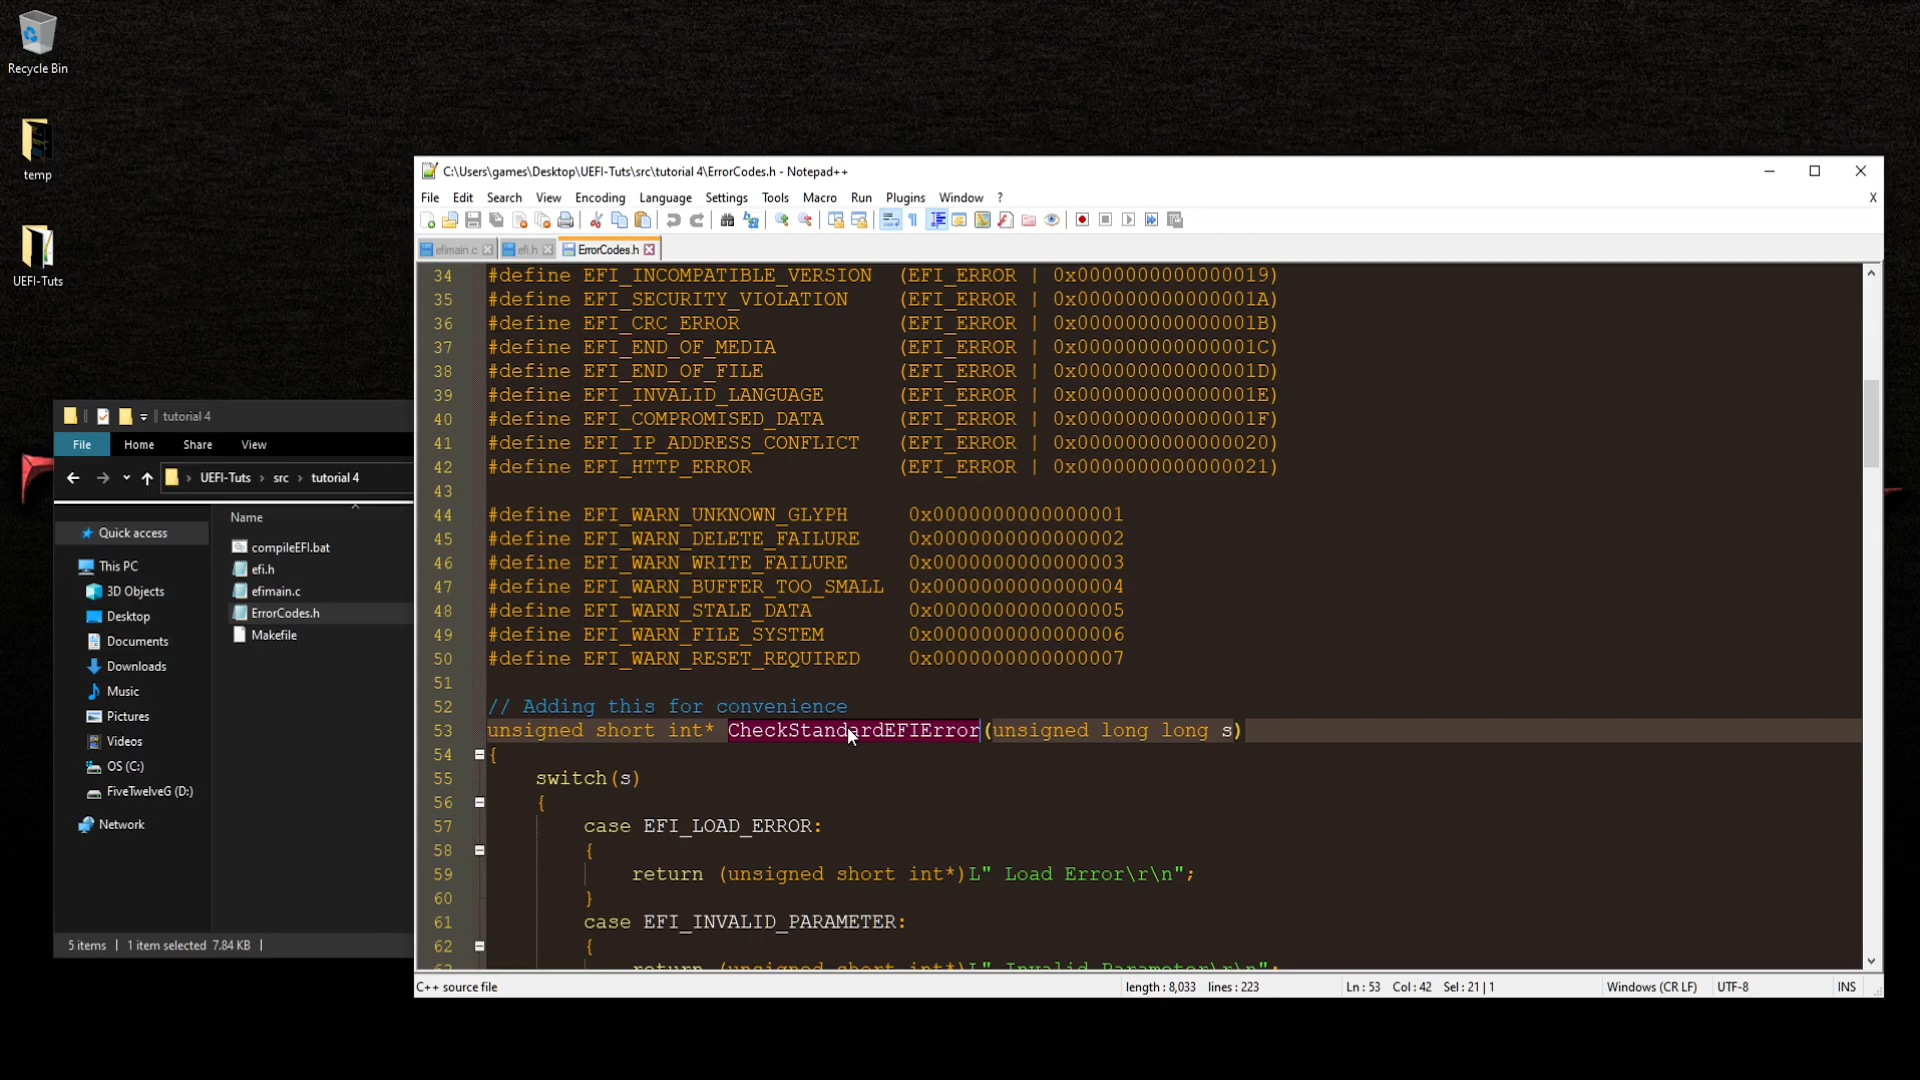 Recycle Bin
temp
UEFI-Tuts
tutorial 4
File Home Share View
UEFI-Tuts › src › tutorial 4
Name
Quick access
This PC
3D Objects
Desktop
Documents
Downloads
Music
Pictures
Videos
OS (C:)
FiveTwelveG (D:)
Network
compileEFI.bat
efi.h
efimain.c
ErrorCodes.h
Makefile
5 items | 1 item selected 7.84 KB |
C:\Users\games\Desktop\UEFI-Tuts\src\tutorial 4\ErrorCodes.h - Notepad++
File Edit Search View Encoding Language Settings Tools Macro Run Plugins Window ? X
efimain.c efi.h ErrorCodes.h
34 #define EFI_INCOMPATIBLE_VERSION (EFI_ERROR | 0x0000000000000019)
35 #define EFI_SECURITY_VIOLATION (EFI_ERROR | 0x000000000000001A)
36 #define EFI_CRC_ERROR (EFI_ERROR | 0x000000000000001B)
37 #define EFI_END_OF_MEDIA (EFI_ERROR | 0x000000000000001C)
38 #define EFI_END_OF_FILE (EFI_ERROR | 0x000000000000001D)
39 #define EFI_INVALID_LANGUAGE (EFI_ERROR | 0x000000000000001E)
40 #define EFI_COMPROMISED_DATA (EFI_ERROR | 0x000000000000001F)
41 #define EFI_IP_ADDRESS_CONFLICT (EFI_ERROR | 0x0000000000000020)
42 #define EFI_HTTP_ERROR (EFI_ERROR | 0x0000000000000021)
43
44 #define EFI_WARN_UNKNOWN_GLYPH 0x0000000000000001
45 #define EFI_WARN_DELETE_FAILURE 0x0000000000000002
46 #define EFI_WARN_WRITE_FAILURE 0x0000000000000003
47 #define EFI_WARN_BUFFER_TOO_SMALL 0x0000000000000004
48 #define EFI_WARN_STALE_DATA 0x0000000000000005
49 #define EFI_WARN_FILE_SYSTEM 0x0000000000000006
50 #define EFI_WARN_RESET_REQUIRED 0x0000000000000007
51
52 // Adding this for convenience
53 unsigned short int* CheckStandardEFIError(unsigned long long s)
54 {
55 switch(s)
56 {
57 case EFI_LOAD_ERROR:
58 {
59 return (unsigned short int*)L" Load Error\r\n";
60 }
61 case EFI_INVALID_PARAMETER:
62 {
63 return (unsigned short int*)L" Invalid Parameter\r\n";
C++ source file length : 8,033 lines : 223 Ln : 53 Col : 42 Sel : 21 | 1 Windows (CR LF) UTF-8 INS